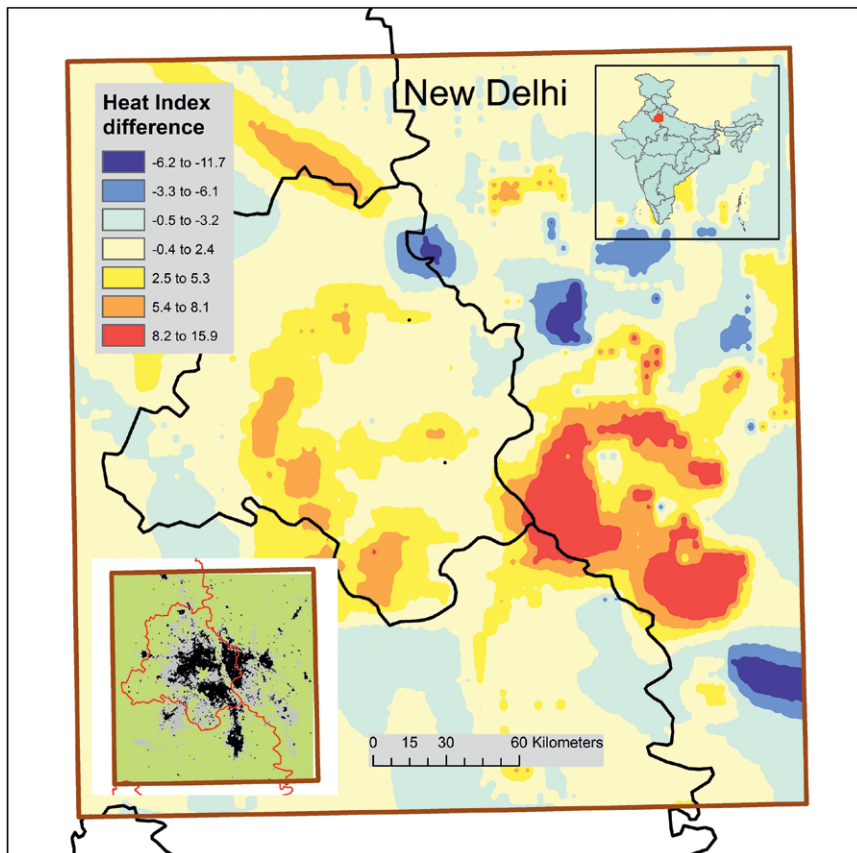 New Delhi
Heat Index
difference
-6.2 to -11.7
-3.3 to -6.1
-0.5 to -3.2
-0.4 to 2.4
2.5 to 5.3
5.4 to 8.1
8.2 to 15.9
0 15 30 60 Kilometers